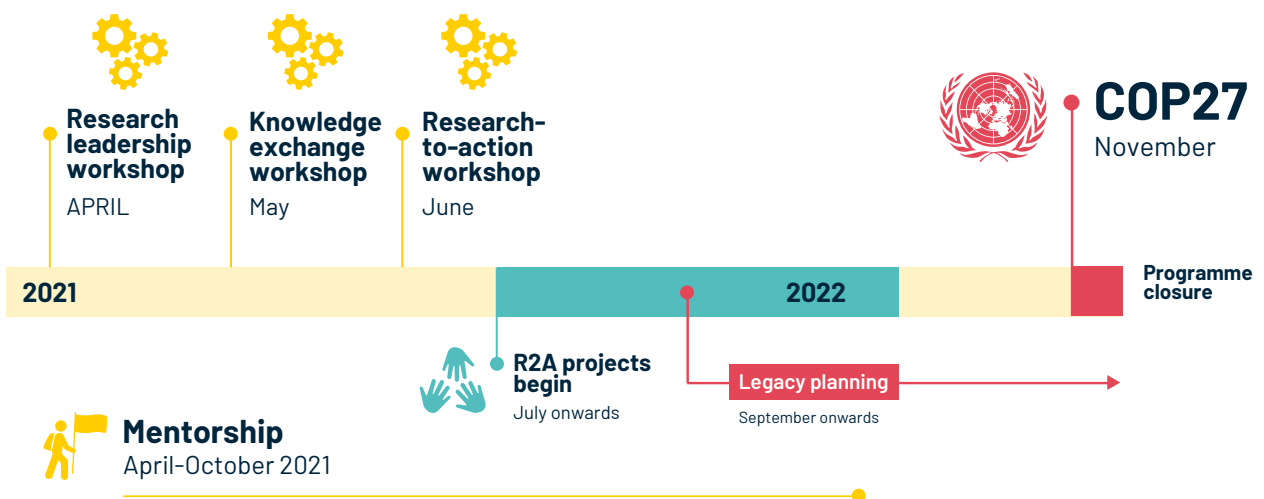 Research
leadership
workshop
APRIL
Knowledge
exchange
workshop
May
Research-
to-action
workshop
June
COP27
November
2021
2022
Programme
closure
R2A projects
begin
July onwards
Legacy planning
September onwards
Mentorship
April-October 2021